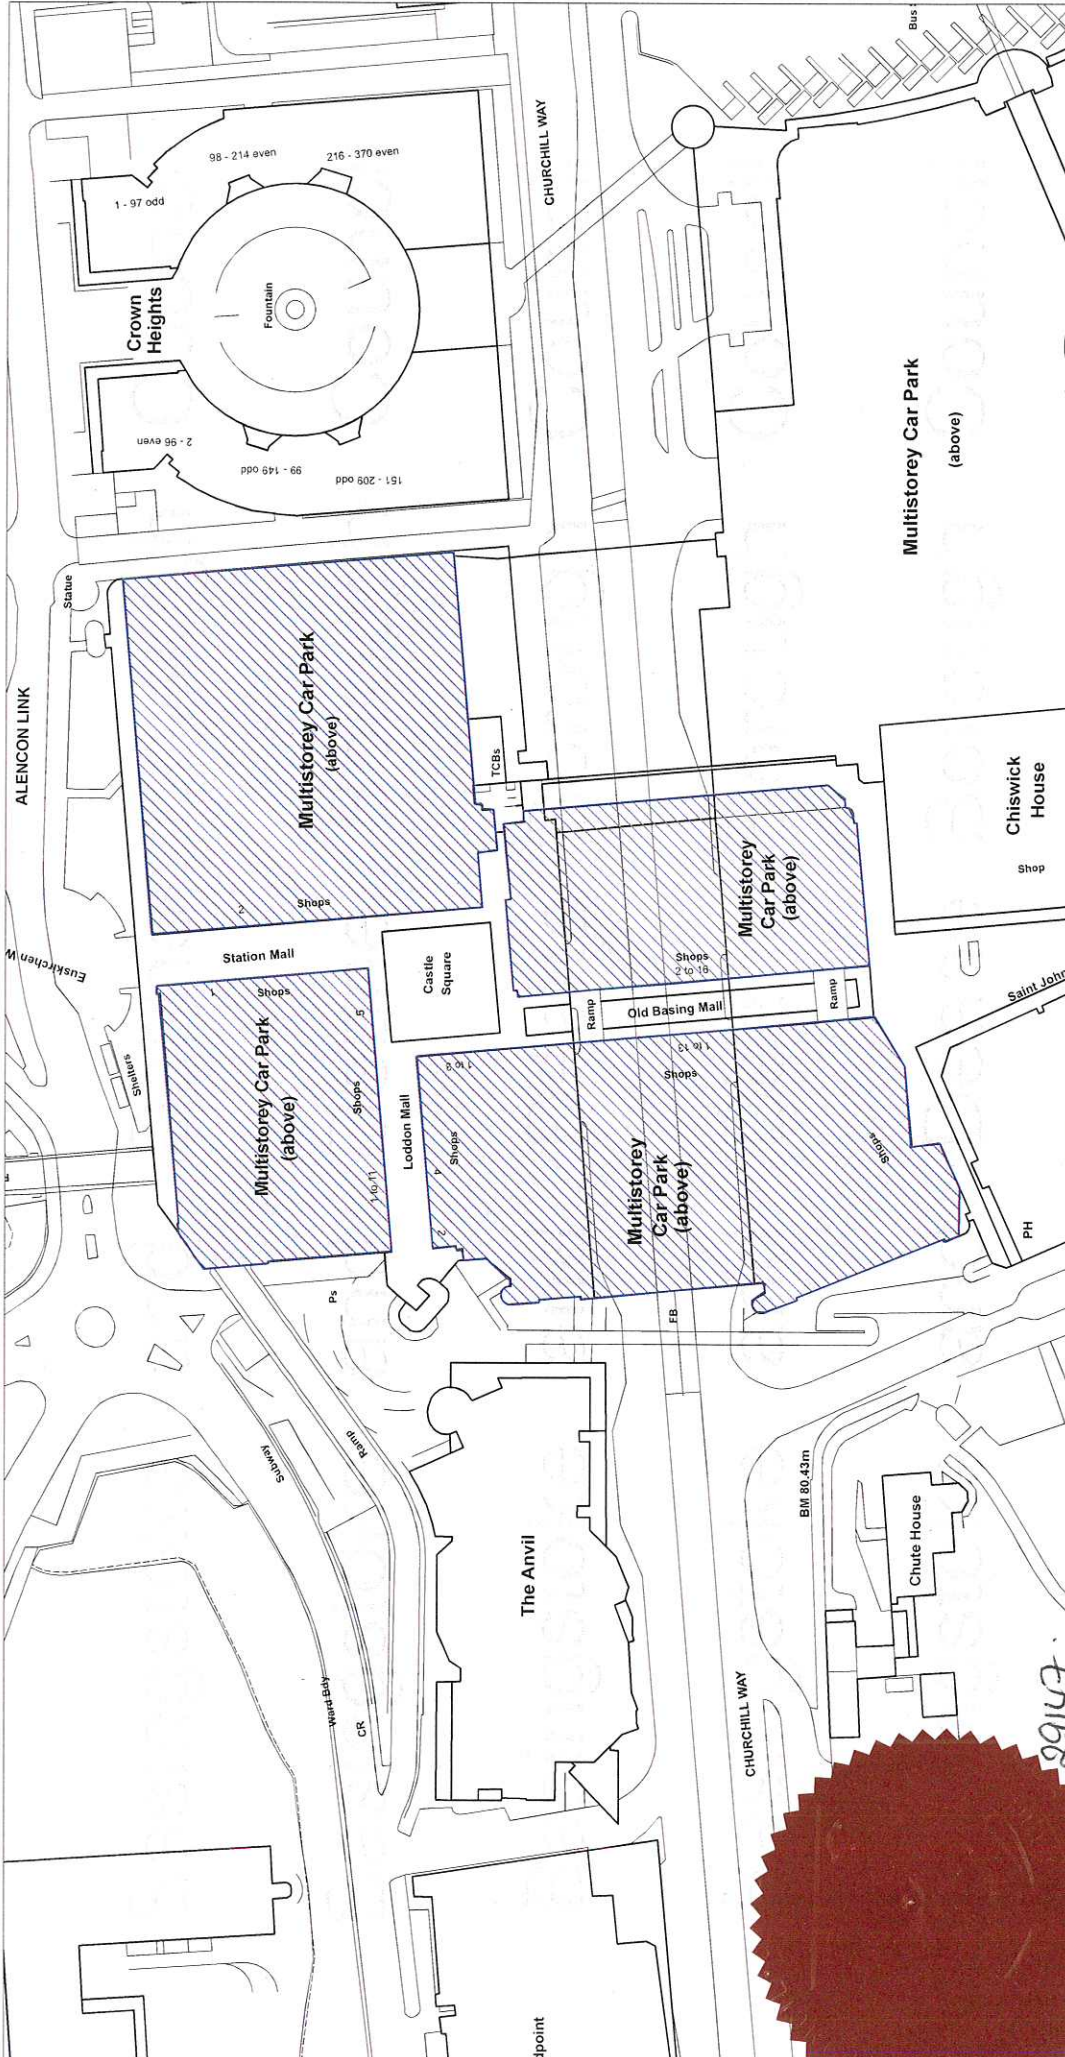 Bus
CHURCHILL WAY
98 - 214 even
216 - 370 even
1 - 97 odd
Crown
Heights
Fountain
2 - 96 even
99 - 149 odd
151 - 209 odd
Multistorey Car Park
(above)
Statue
ALENCON LINK
Multistorey Car Park
(above)
TCBs
Chiswick
House
Shop
Multistorey
Car Park
(above)
2
Shops
Station Mall
Euskirchen W
Castle
Square
Shops
2 to 16
Ramp
Old Basing Mall
Ramp
Saint John
1
Shops
5
Multistorey Car Park
(above)
Shops
1 to 11
Shelters
Loddon Mall
1 to 9
1 to 13
Shops
Shops
4
2
Multistorey
Car Park
(above)
Shops
PH
Ps
FB
Subway
Ramp
BM 80.43m
Chute House
The Anvil
Ward Bdy
CR
CHURCHILL WAY
dpoint